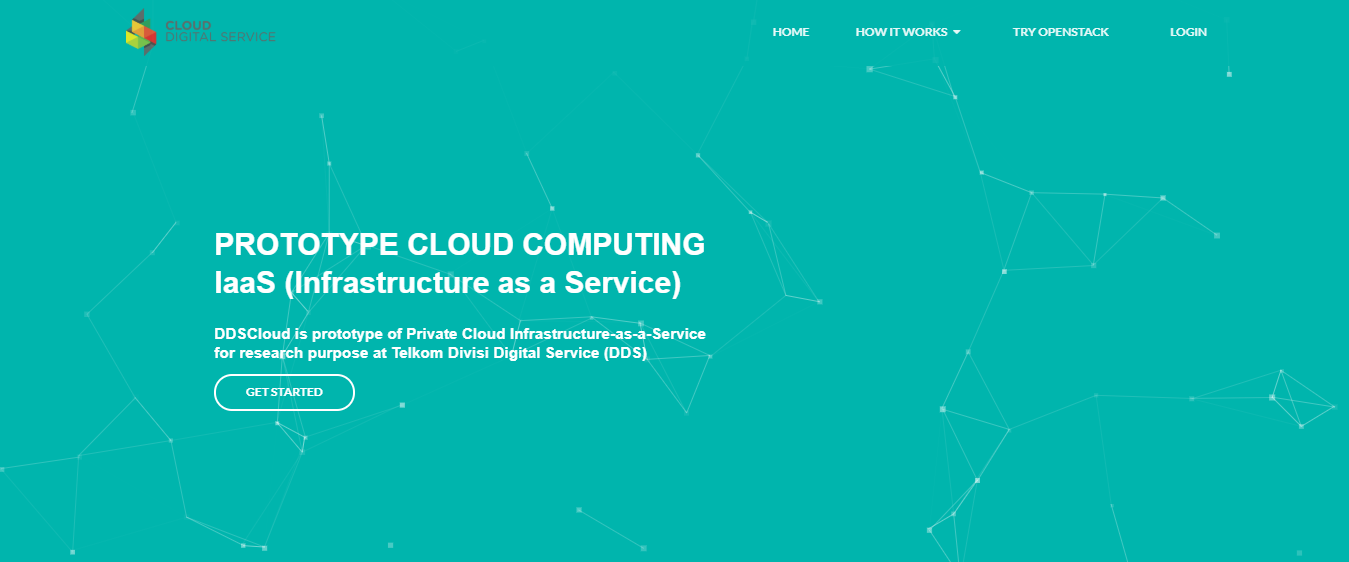 CLOUD
DIGITAL SERVICE
HOME
HOW IT WORKS
TRY OPENSTACK
LOGIN
PROTOTYPE CLOUD COMPUTING
IaaS (Infrastructure as a Service)
DDSCloud is prototype of Private Cloud Infrastructure-as-a-Service
for research purpose at Telkom Divisi Digital Service (DDS)
GET STARTED